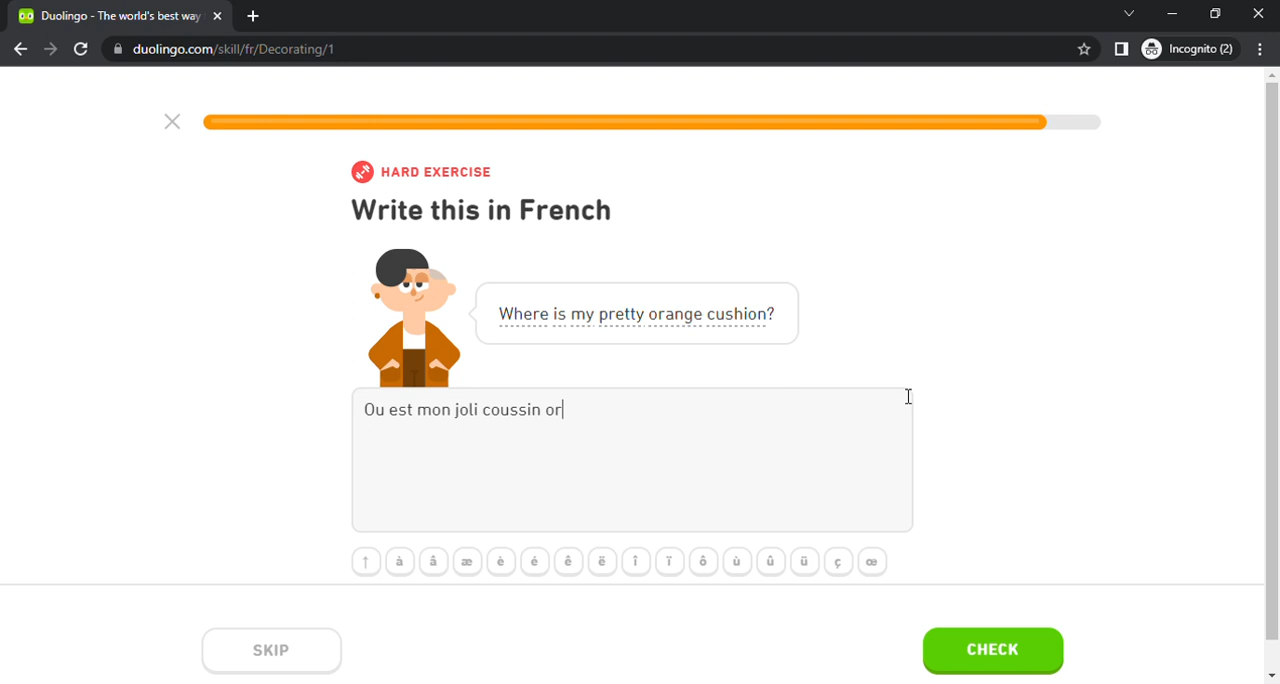 Duolingo - The world's best way
duolingo.com/skill/fr/Decorating/1
Incognito (2)
HARD EXERCISE
Write this in French
Where is my pretty orange cushion?
Ou est mon joli coussin or
↑ à â æ è é ê ë î ï ô ù û ü ç œ
SKIP
CHECK